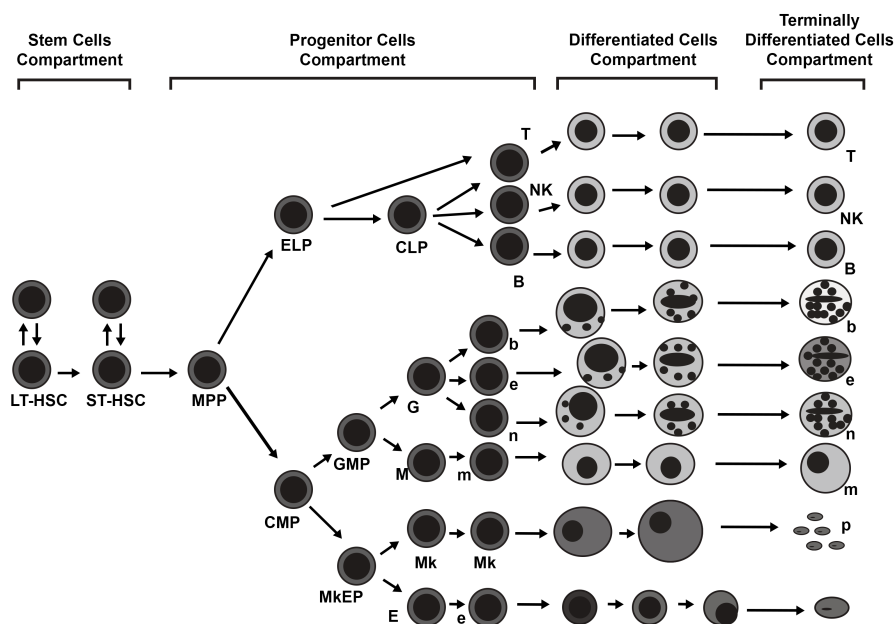 Stem Cells
Compartment
Progenitor Cells
Compartment
Differentiated Cells
Compartment
Terminally
Differentiated Cells
Compartment
T
T
NK
NK
ELP
CLP
B
B
b
b
LT-HSC
ST-HSC
MPP
G
e
e
n
n
GMP
M
m
m
CMP
Mk
Mk
p
MkEP
E
e